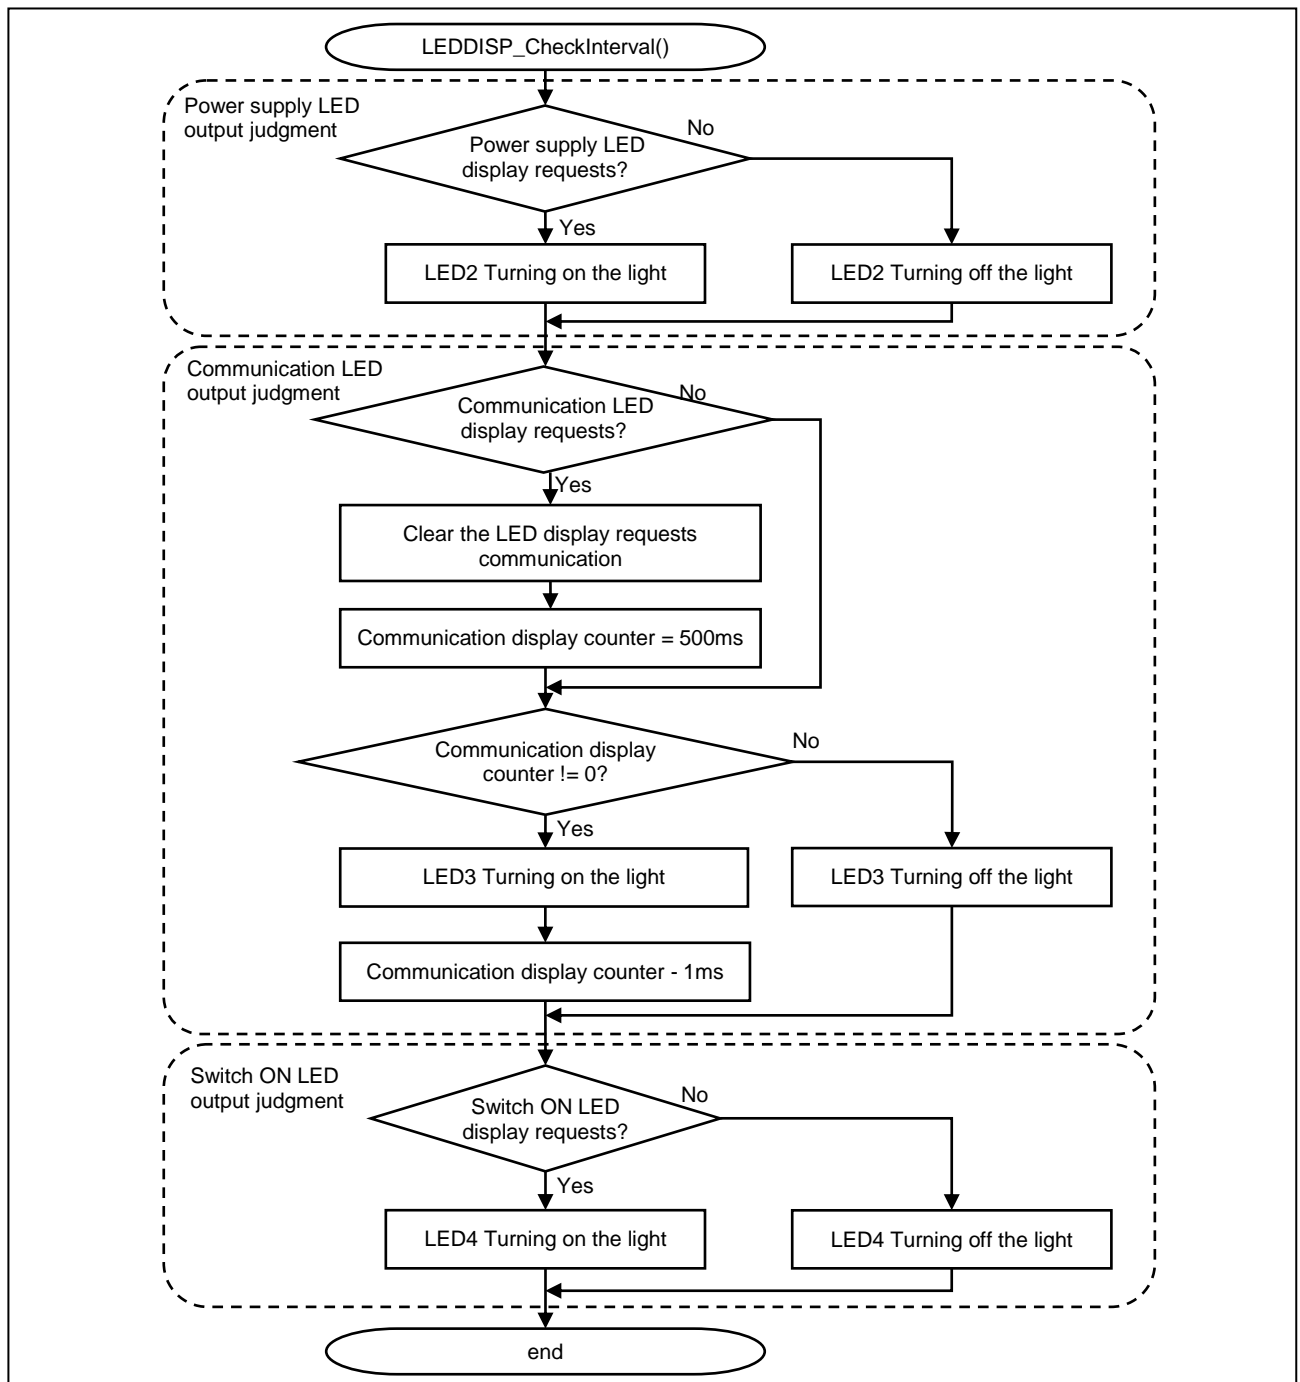 LEDDISP_CheckInterval()
Power supply LED
output judgment
No
Power supply LED
display requests?
Yes
LED2 Turning on the light
LED2 Turning off the light
Communication LED
output judgment
No
Communication LED
display requests?
Yes
Clear the LED display requests
communication
Communication display counter = 500ms
Communication display
counter != 0?
No
Yes
LED3 Turning on the light
LED3 Turning off the light
Communication display counter - 1ms
Switch ON LED
output judgment
No
Switch ON LED
display requests?
Yes
LED4 Turning on the light
LED4 Turning off the light
end